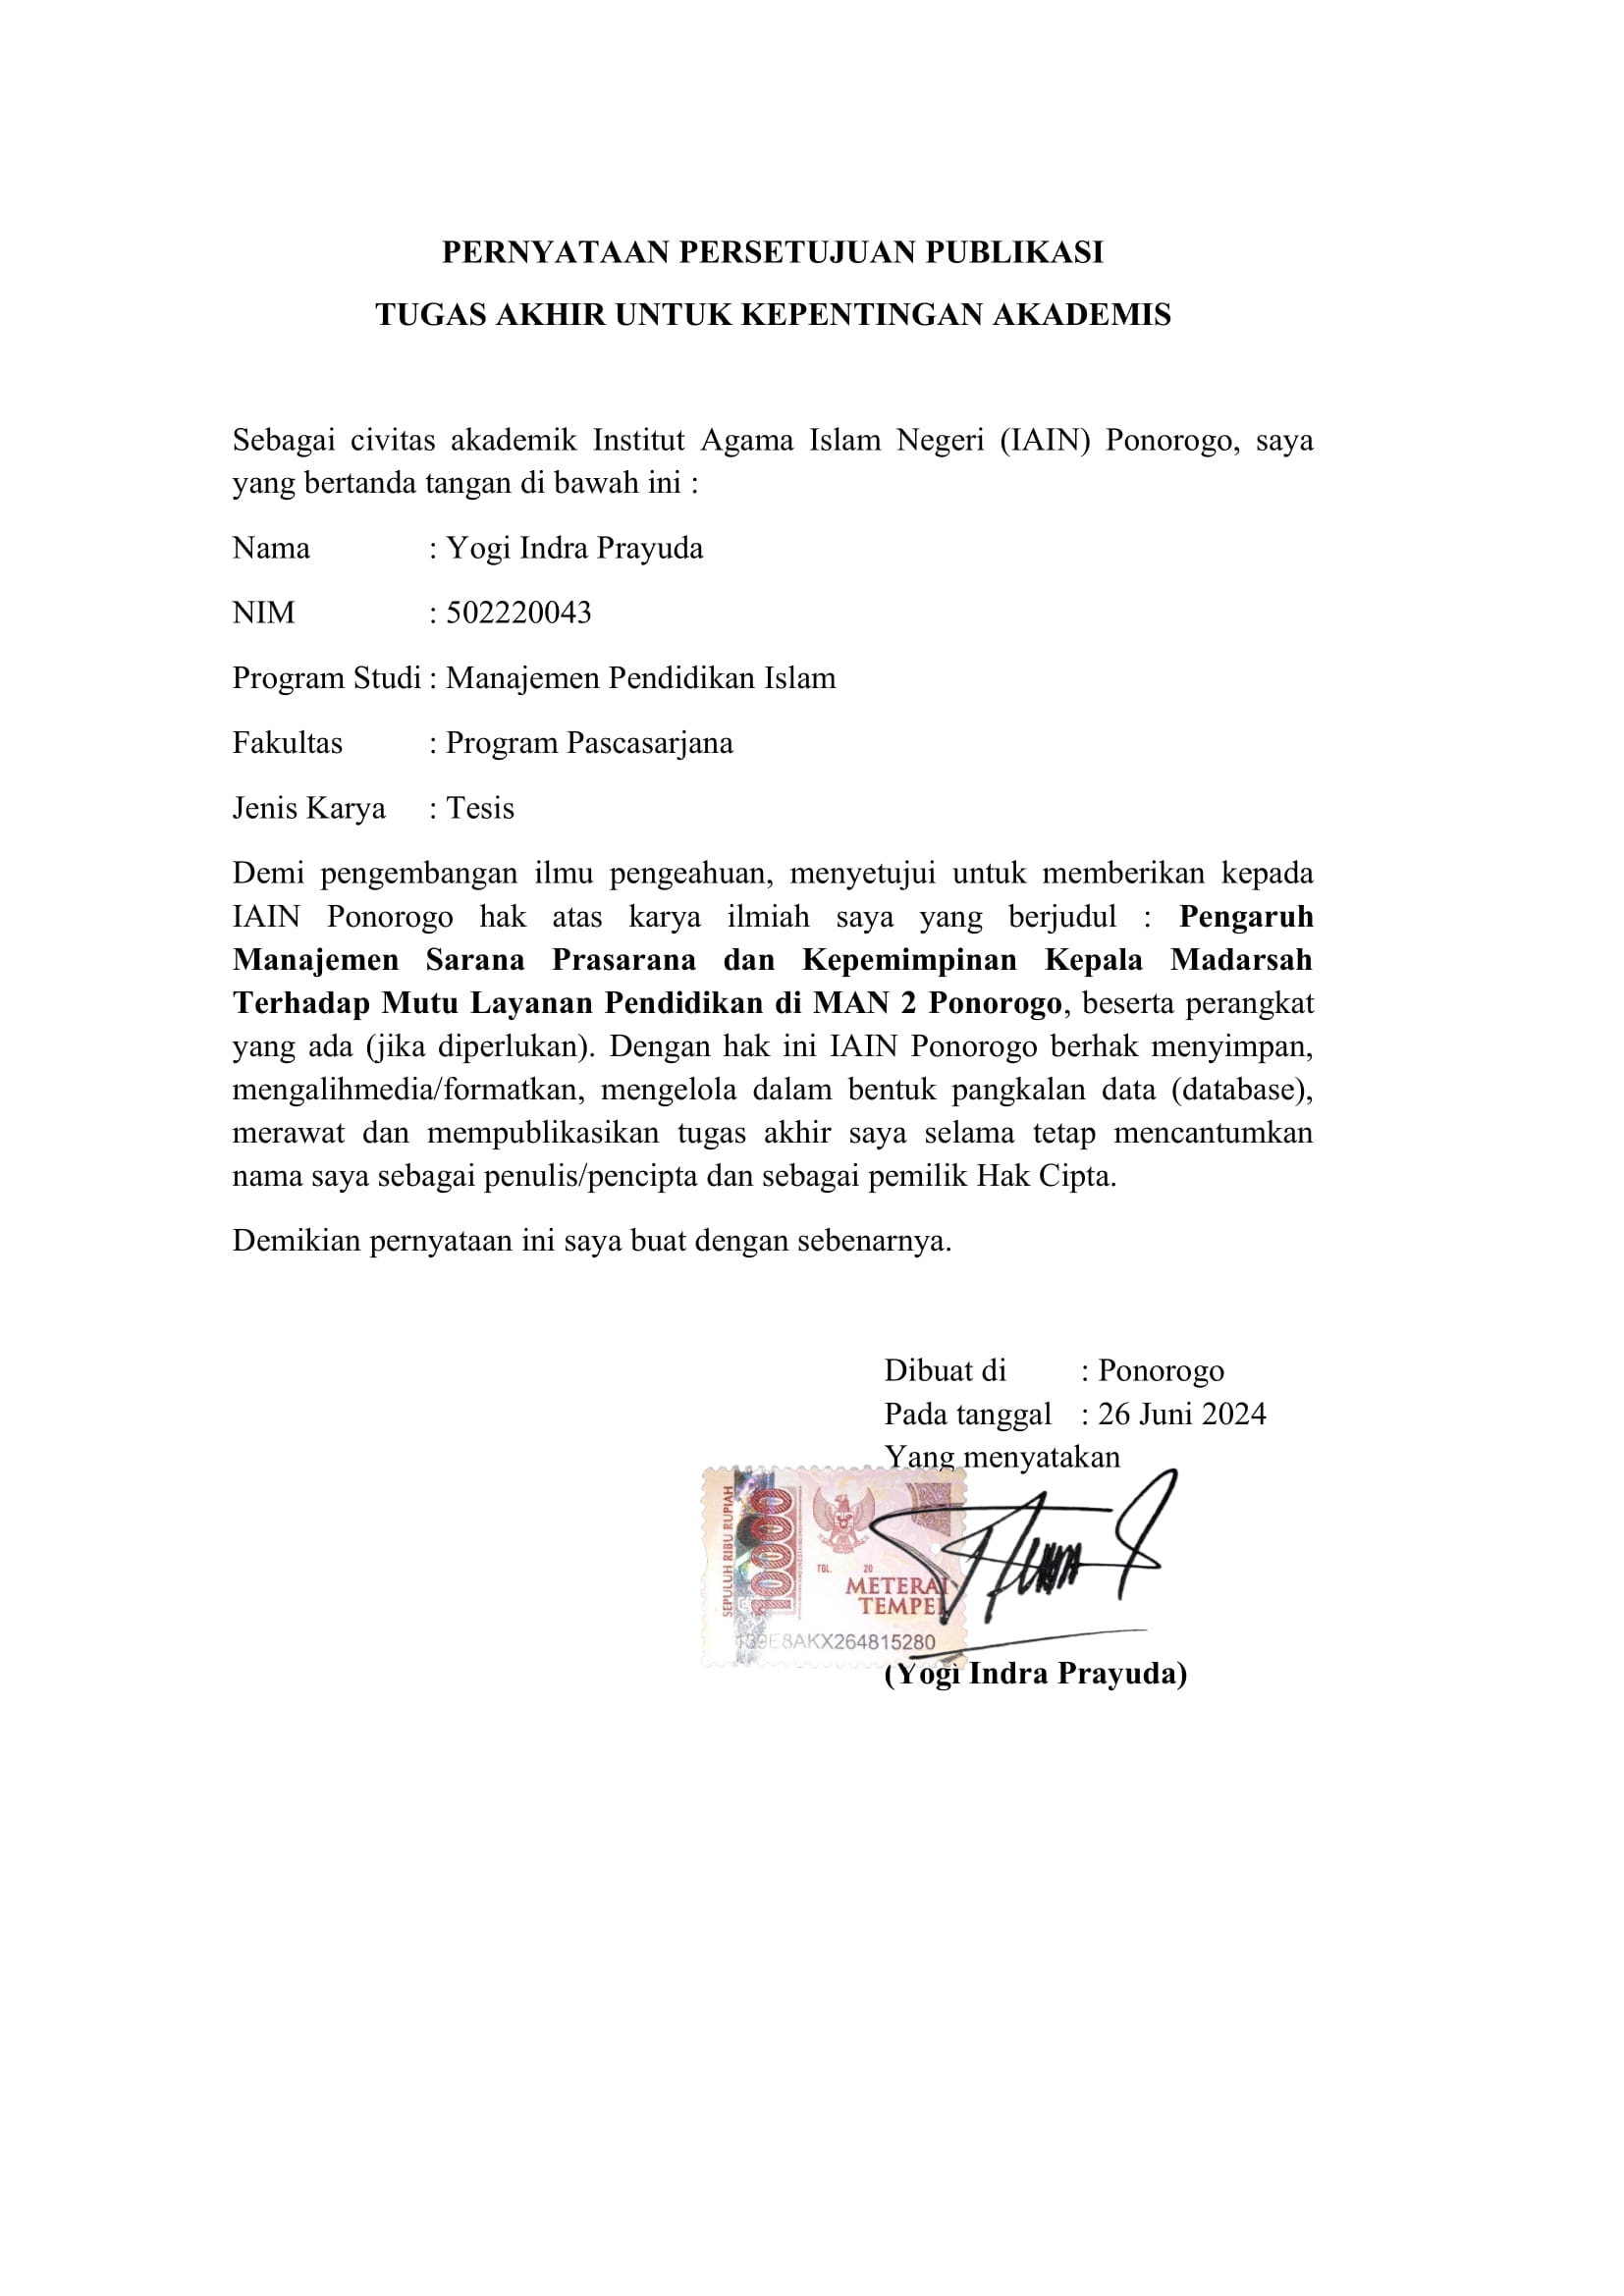 PERNYATAAN PERSETUJUAN PUBLIKASI
TUGAS AKHIR UNTUK KEPENTINGAN AKADEMIS
Sebagai civitas akademik Institut Agama Islam Negeri (IAIN) Ponorogo, saya
yang bertanda tangan di bawah ini :
Nama : Yogi Indra Prayuda
NIM : 502220043
Program Studi : Manajemen Pendidikan Islam
Fakultas : Program Pascasarjana
Jenis Karya : Tesis
Demi pengembangan ilmu pengeahuan, menyetujui untuk memberikan kepada
IAIN Ponorogo hak atas karya ilmiah saya yang berjudul : Pengaruh
Manajemen Sarana Prasarana dan Kepemimpinan Kepala Madarsah
Terhadap Mutu Layanan Pendidikan di MAN 2 Ponorogo, beserta perangkat
yang ada (jika diperlukan). Dengan hak ini IAIN Ponorogo berhak menyimpan,
mengalihmedia/formatkan, mengelola dalam bentuk pangkalan data (database),
merawat dan mempublikasikan tugas akhir saya selama tetap mencantumkan
nama saya sebagai penulis/pencipta dan sebagai pemilik Hak Cipta.
Demikian pernyataan ini saya buat dengan sebenarnya.
Dibuat di : Ponorogo
Pada tanggal : 26 Juni 2024
Yang menyatakan
SEPULUH RIBU RUPIAH
10000
TGL. 20
METERAI
TEMPEL
(Yogi Indra Prayuda)